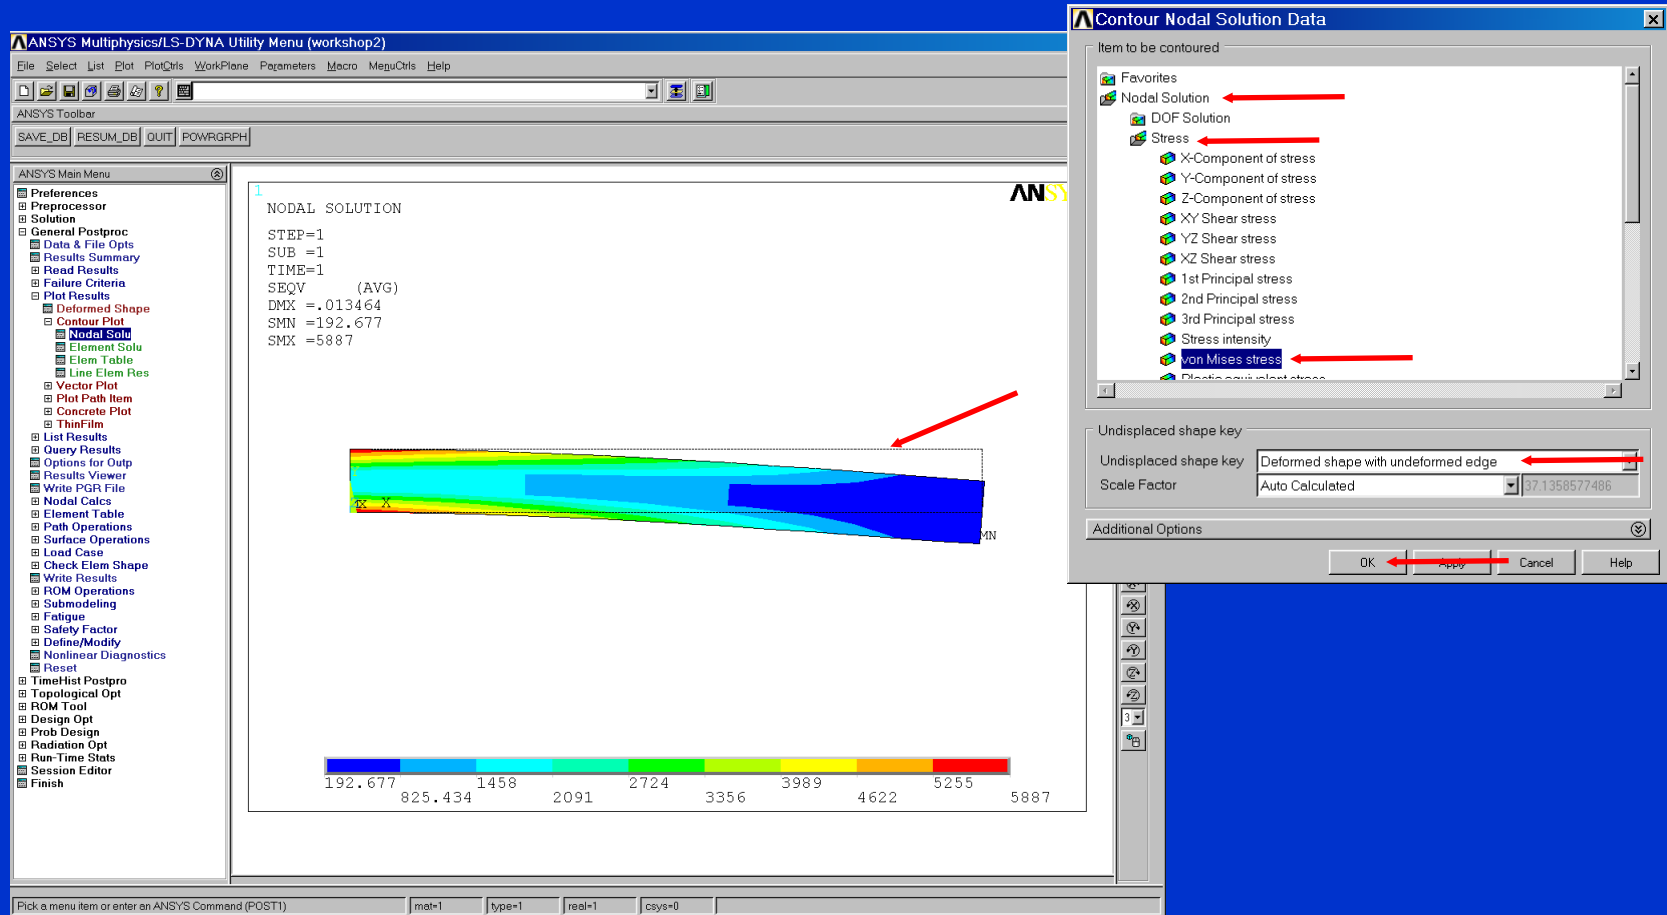 ANSYS Multiphysics/LS-DYNA Utility Menu (workshop2)
File Select List Plot PlotCtrls WorkPlane Parameters Macro MenuCtrls Help
ANSYS Toolbar
SAVE_DB RESUM_DB QUIT POWRGRPH
ANSYS Main Menu
Preferences
Preprocessor
Solution
General Postproc
Data & File Opts
Results Summary
Read Results
Failure Criteria
Plot Results
Deformed Shape
Contour Plot
Nodal Solu
Element Solu
Elem Table
Line Elem Res
Vector Plot
Plot Path Item
Concrete Plot
ThinFilm
List Results
Query Results
Options for Outp
Results Viewer
Write PGR File
Nodal Calcs
Element Table
Path Operations
Surface Operations
Load Case
Check Elem Shape
Write Results
ROM Operations
Submodeling
Fatigue
Safety Factor
Define/Modify
Nonlinear Diagnostics
Reset
TimeHist Postpro
Topological Opt
ROM Tool
Design Opt
Prob Design
Radiation Opt
Run-Time Stats
Session Editor
Finish
1
NODAL SOLUTION
STEP=1
SUB =1
TIME=1
SEQV (AVG)
DMX =.013464
SMN =192.677
SMX =5887
X
MN
192.677 1458 2724 3989 5255
825.434 2091 3356 4622 5887
3
Pick a menu item or enter an ANSYS Command (POST1) mat=1 type=1 real=1 csys=0
Contour Nodal Solution Data
Item to be contoured
Favorites
Nodal Solution
DOF Solution
Stress
X-Component of stress
Y-Component of stress
Z-Component of stress
XY Shear stress
YZ Shear stress
XZ Shear stress
1st Principal stress
2nd Principal stress
3rd Principal stress
Stress intensity
von Mises stress
Plastic equivalent stress
Undisplaced shape key
Undisplaced shape key Deformed shape with undeformed edge
Scale Factor Auto Calculated 37.1358577486
Additional Options
OK Apply Cancel Help